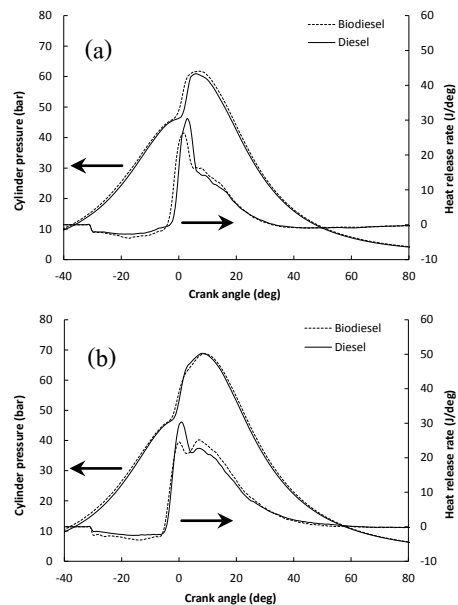 (a)
Biodiesel
Diesel
Cylinder pressure (bar)
80
70
60
50
40
30
20
10
0
Heat release rate (J/deg)
60
50
40
30
20
10
0
-10
-40 -20 0 20 40 60 80
Crank angle (deg)
(b)
Biodiesel
Diesel
Cylinder pressure (bar)
80
70
60
50
40
30
20
10
0
Heat release rate (J/deg)
60
50
40
30
20
10
0
-10
-40 -20 0 20 40 60 80
Crank angle (deg)